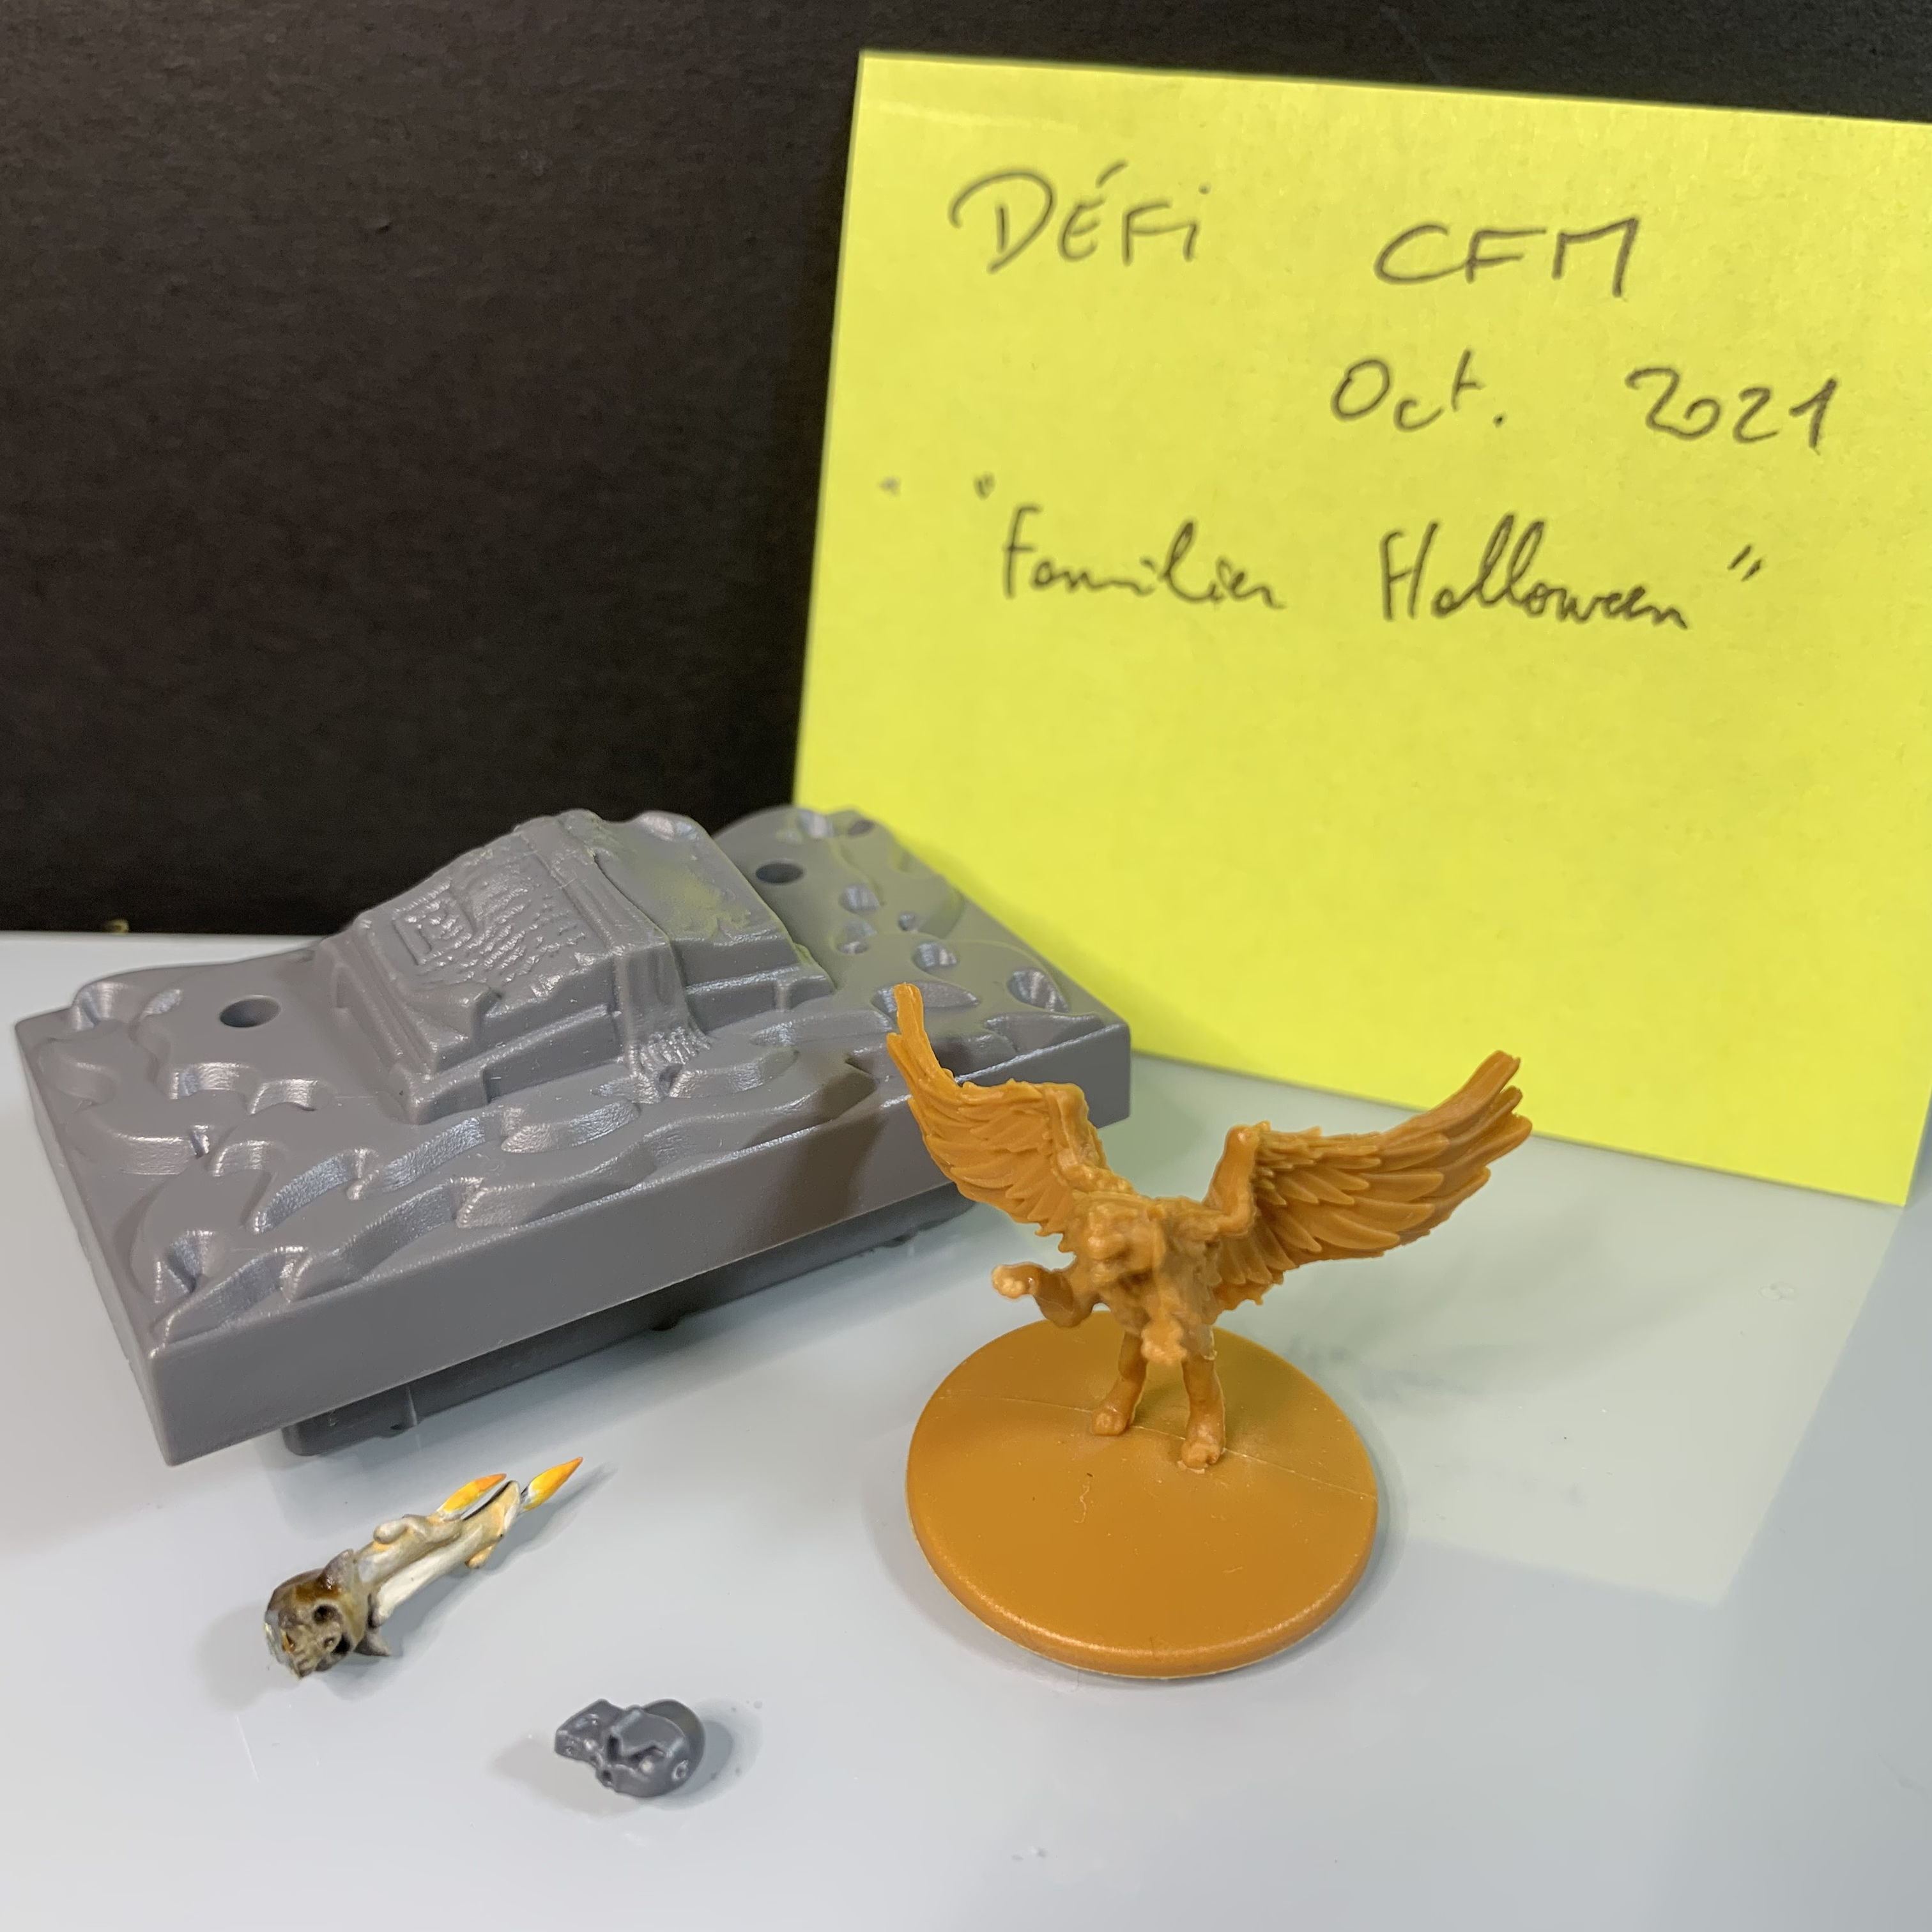 DÉFi CFM
Oct. 2021
"Familier Halloween"